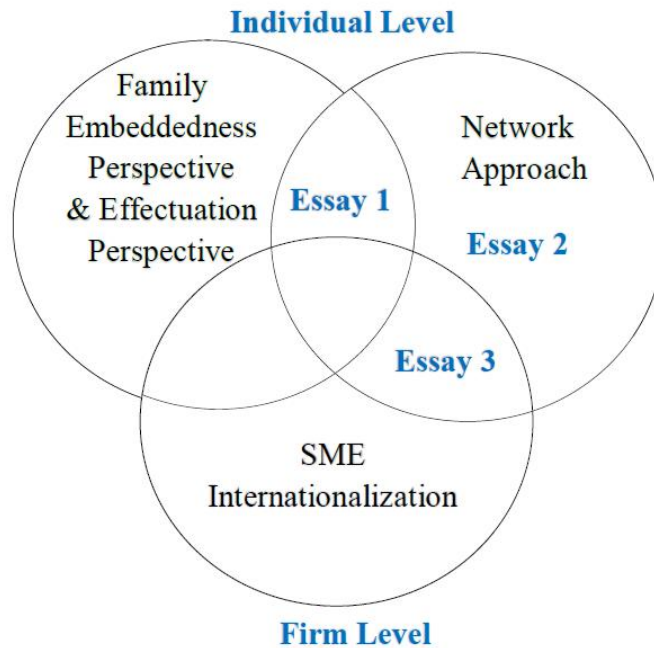 Individual Level
Family
Embeddedness
Perspective
& Effectuation
Perspective
Essay 1
Network
Approach
Essay 2
Essay 3
SME
Internationalization
Firm Level